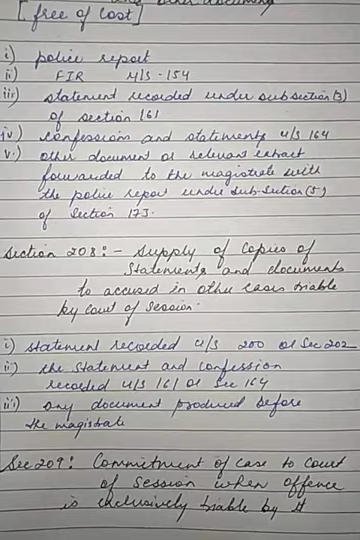 and other document
[free of cost]
i) police report
ii) FIR U/S - 154
iii) statement recorded under subsection (3)
of section 161
iv) confessions and statements u/s 164
v) other document or relevant extract
forwarded to the magistrate with
the police report under sub-section (5)
of section 173.
Section 208:- Supply of copies of
statements and documents
to accused in other cases triable
by court of session.
i) statement recorded u/s 200 or Sec 202
ii) the statement and confession
recorded u/s 161 or Sec 164
iii) any document produced before
the magistrate
Sec 209: Commitment of case to Court
of Session when offence
is exclusively triable by it